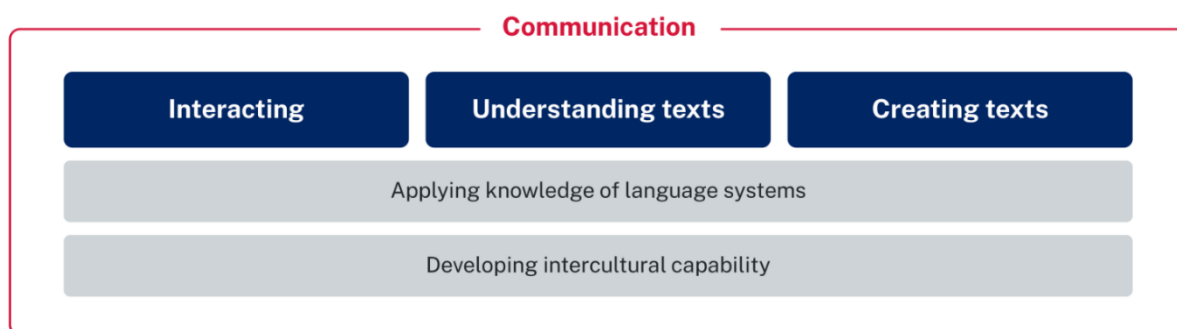 Communication
Interacting
Understanding texts
Creating texts
Applying knowledge of language systems
Developing intercultural capability